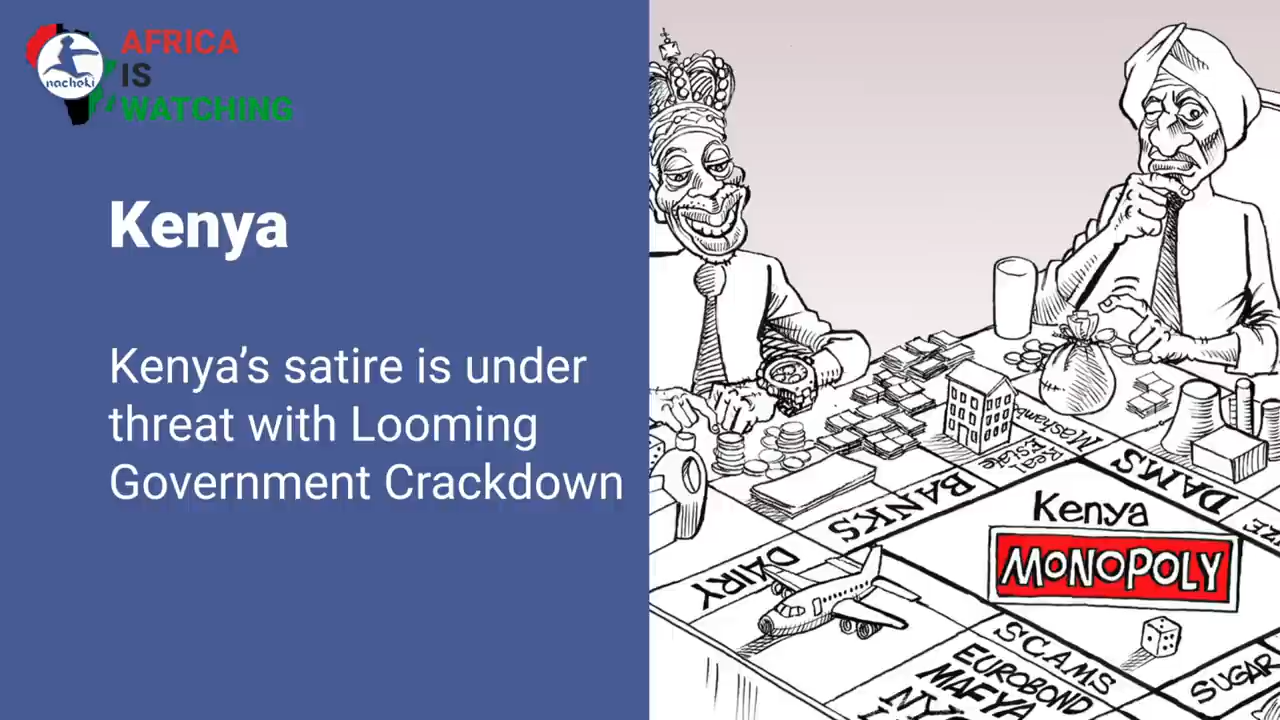 AFRICA
IS
WATCHING
nacheki
Kenya
Kenya’s satire is under
threat with Looming
Government Crackdown
Mashamba
Real
Estate
BANKS
DAMS
DAIRY
Kenya
MONOPOLY
SCAMS
EUROBOND
MAFYA
SUGAR